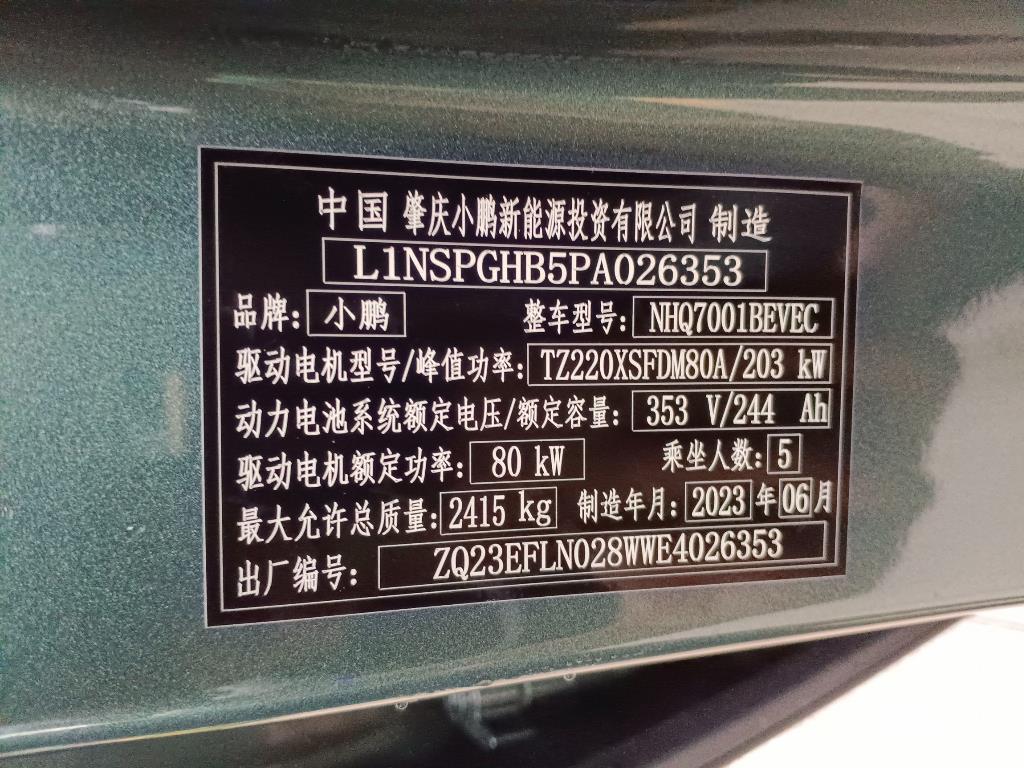 中国 肇庆小鹏新能源投资有限公司 制造
L1NSPGHB5PA026353
品牌: 小鹏 整车型号: NHQ7001BEVEC
驱动电机型号/峰值功率: TZ220XSFDM80A/203 kW
动力电池系统额定电压/额定容量: 353 V/244 Ah
驱动电机额定功率: 80 kW 乘坐人数: 5
最大允许总质量: 2415 kg 制造年月: 2023 年 06 月
出厂编号: ZQ23EFLN028WWE4026353